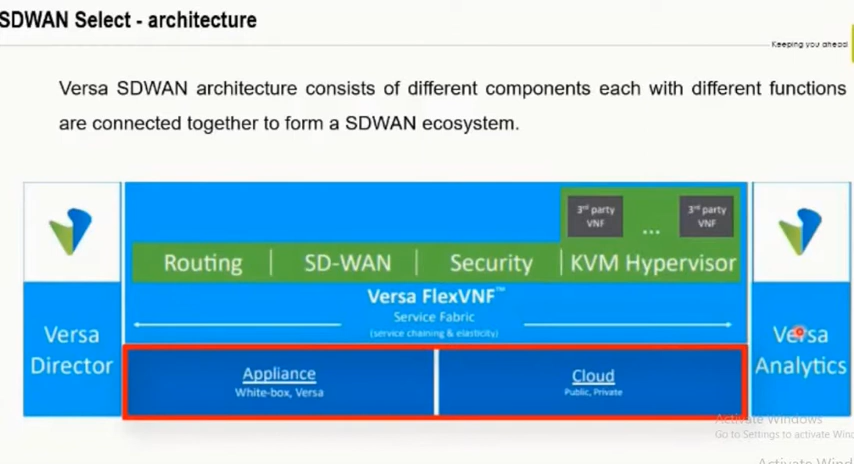 SDWAN Select - architecture
Keeping you ahead
Versa SDWAN architecture consists of different components each with different functions
are connected together to form a SDWAN ecosystem.
3rd party
VNF
...
3rd party
VNF
Routing | SD-WAN | Security | KVM Hypervisor
Versa FlexVNF™
Service Fabric
(service chaining & elasticity)
Versa
Director
Versa
Analytics
Appliance
White-box, Versa
Cloud
Public, Private
Activate Windows
Go to Settings to activate Wind
Activate Wind